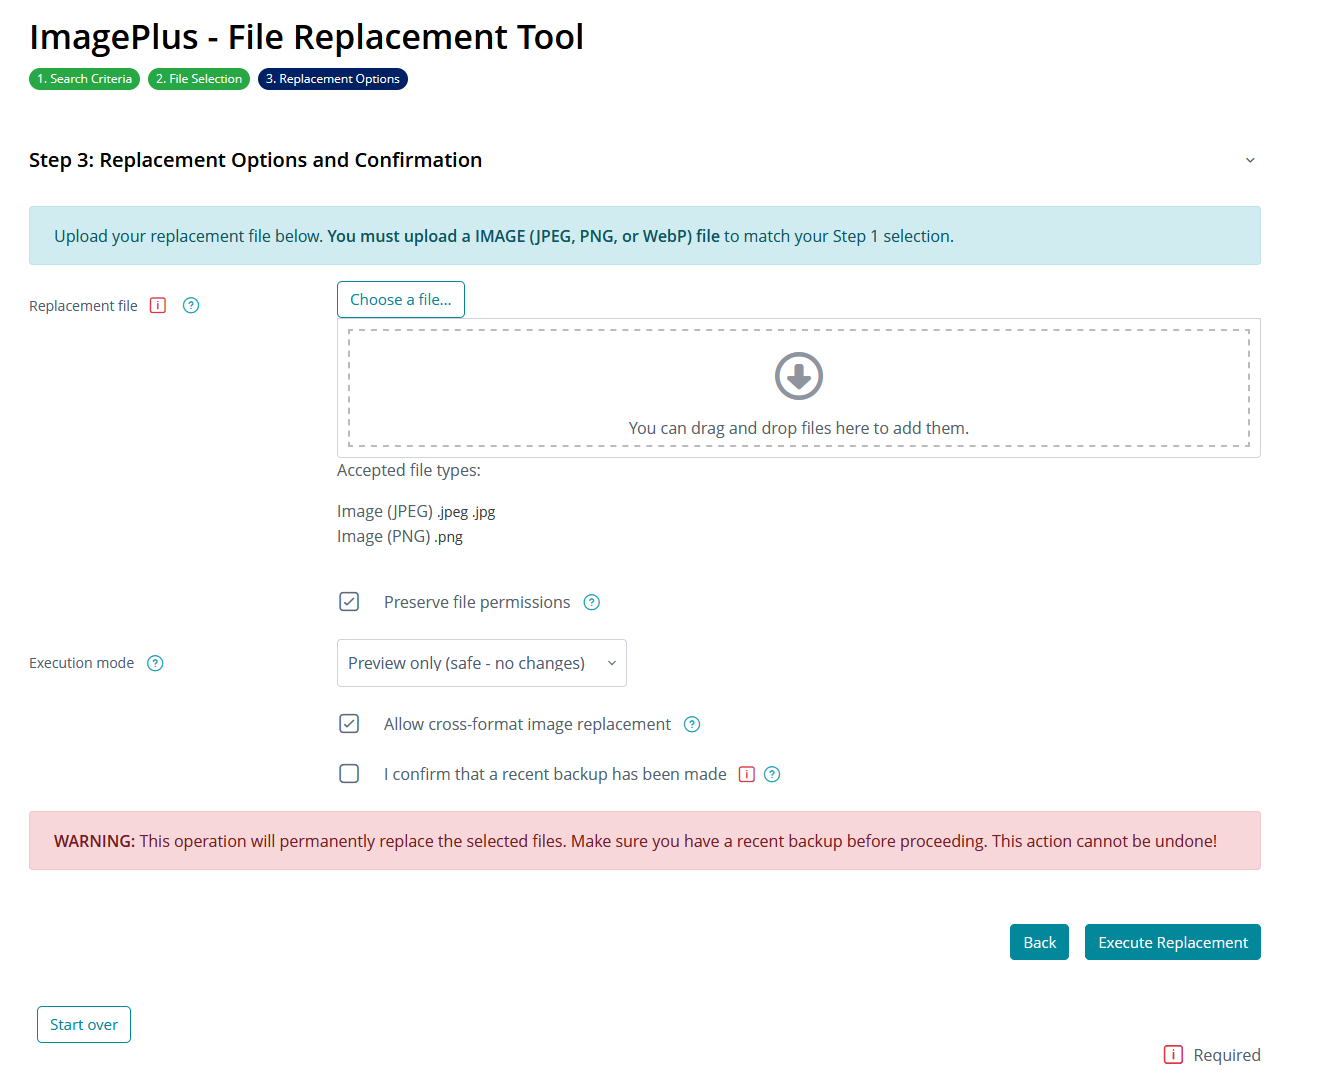 ImagePlus - File Replacement Tool
1. Search Criteria 2. File Selection 3. Replacement Options
Step 3: Replacement Options and Confirmation
Upload your replacement file below. You must upload a IMAGE (JPEG, PNG, or WebP) file to match your Step 1 selection.
Replacement file
Choose a file...
You can drag and drop files here to add them.
Accepted file types:
Image (JPEG) .jpeg .jpg
Image (PNG) .png
Preserve file permissions
Execution mode
Preview only (safe - no changes)
Allow cross-format image replacement
I confirm that a recent backup has been made
WARNING: This operation will permanently replace the selected files. Make sure you have a recent backup before proceeding. This action cannot be undone!
Back Execute Replacement
Start over
Required